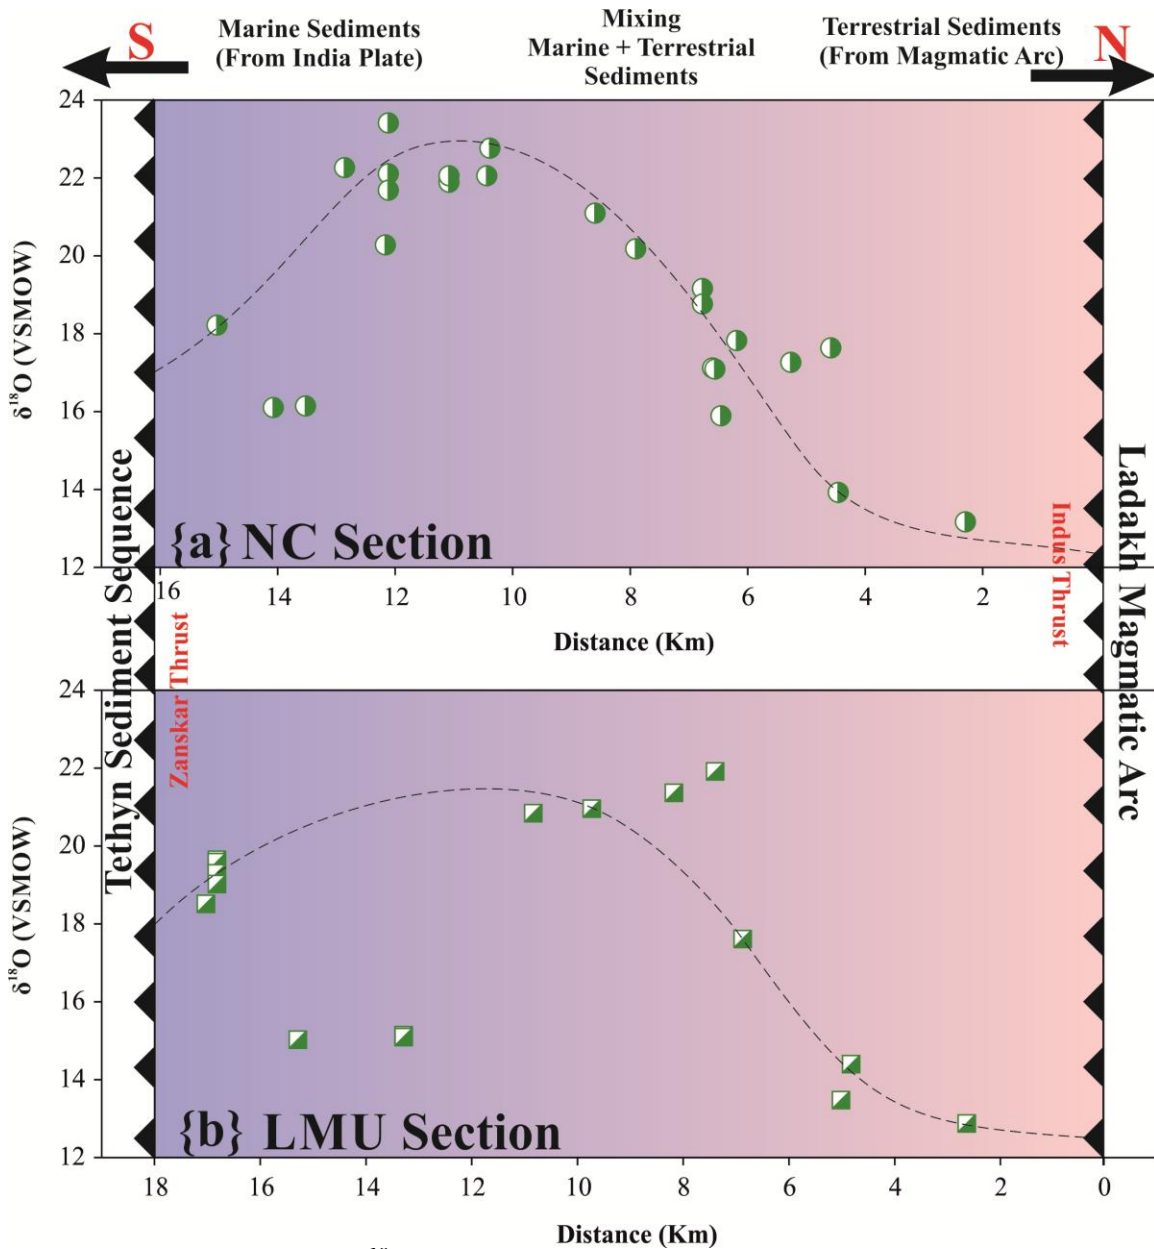 S
Marine Sediments
(From India Plate)
Mixing
Marine + Terrestrial
Sediments
Terrestrial Sediments
(From Magmatic Arc)
N
24
22
20
18
16
14
12
δ¹⁸O (VSMOW)
{a} NC Section
16 14 12 10 8 6 4 2
Distance (Km)
Tethyn Sediment Sequence
Zanskar Thrust
Indus Thrust
Ladakh Magmatic Arc
24
22
20
18
16
14
12
δ¹⁸O (VSMOW)
{b} LMU Section
18 16 14 12 10 8 6 4 2 0
Distance (Km)